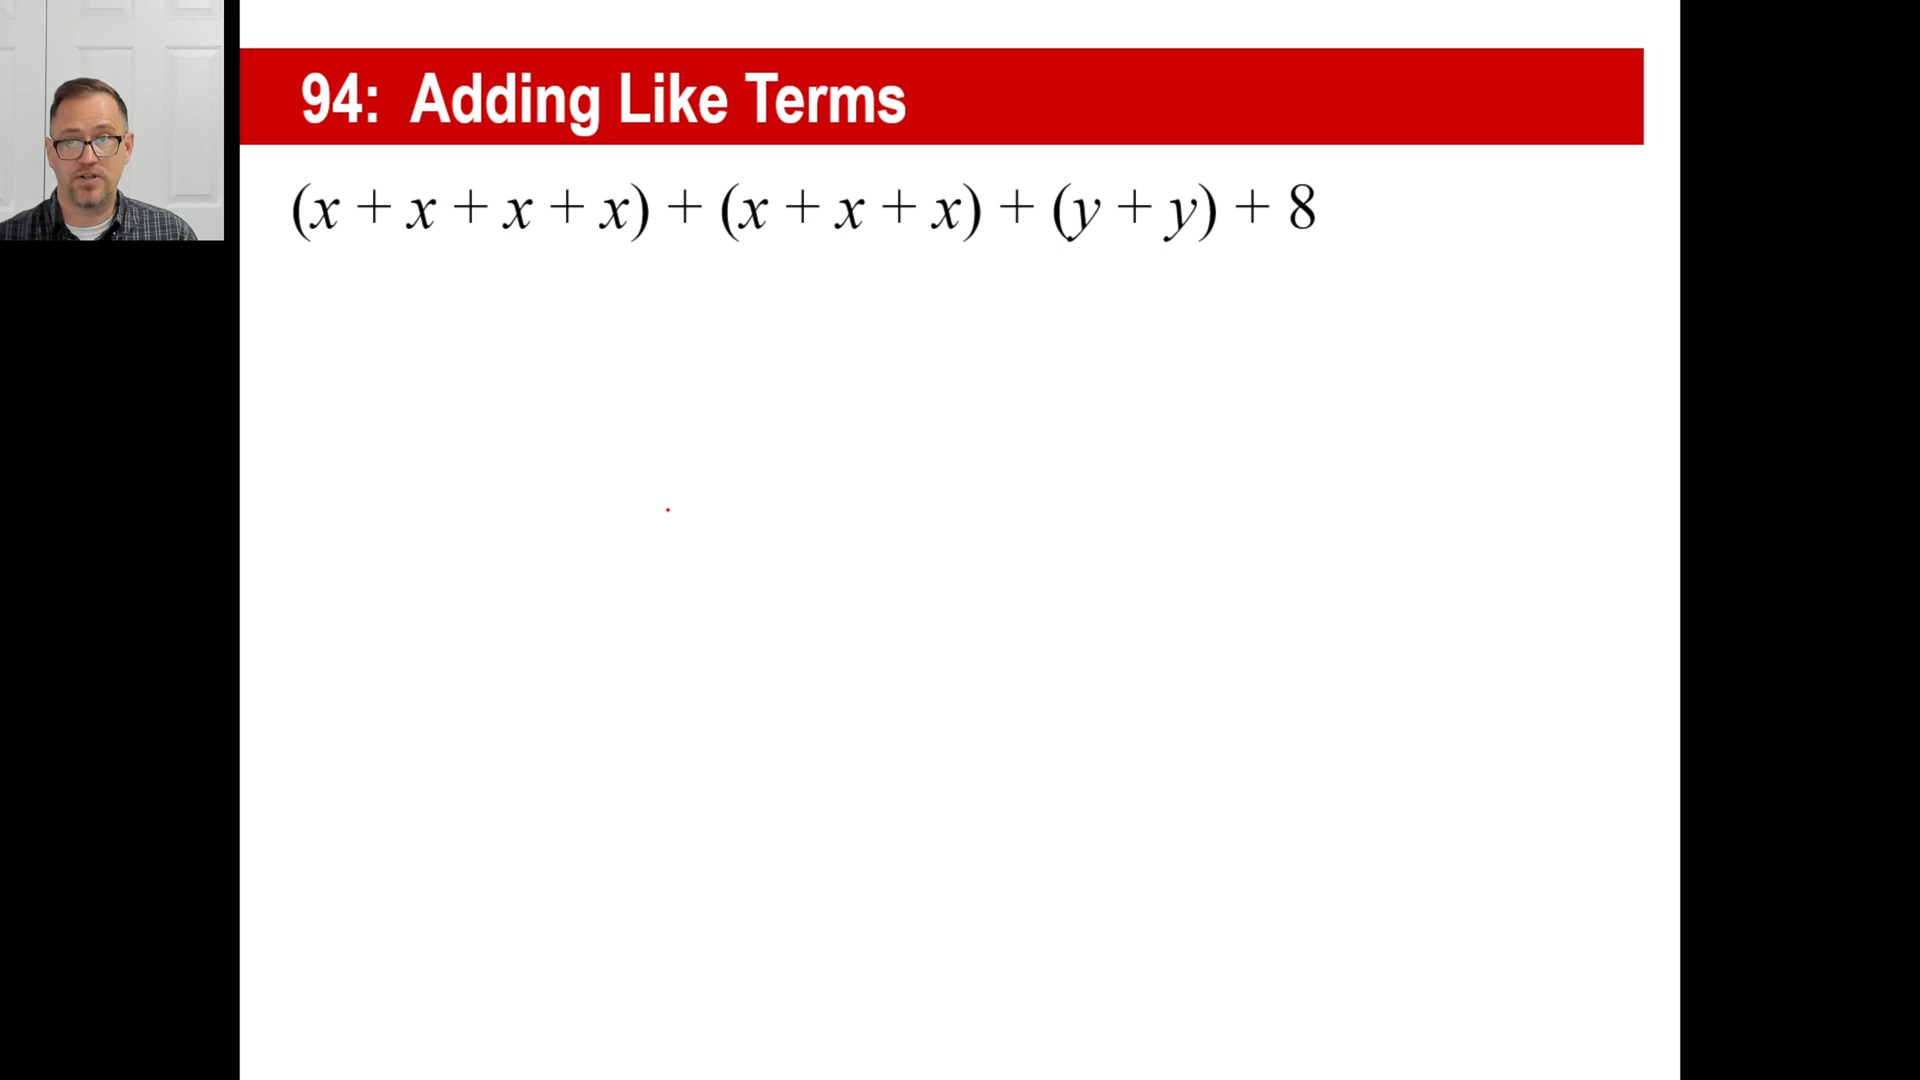 94: Adding Like Terms
(x + x + x + x) + (x + x + x) + (y + y) + 8